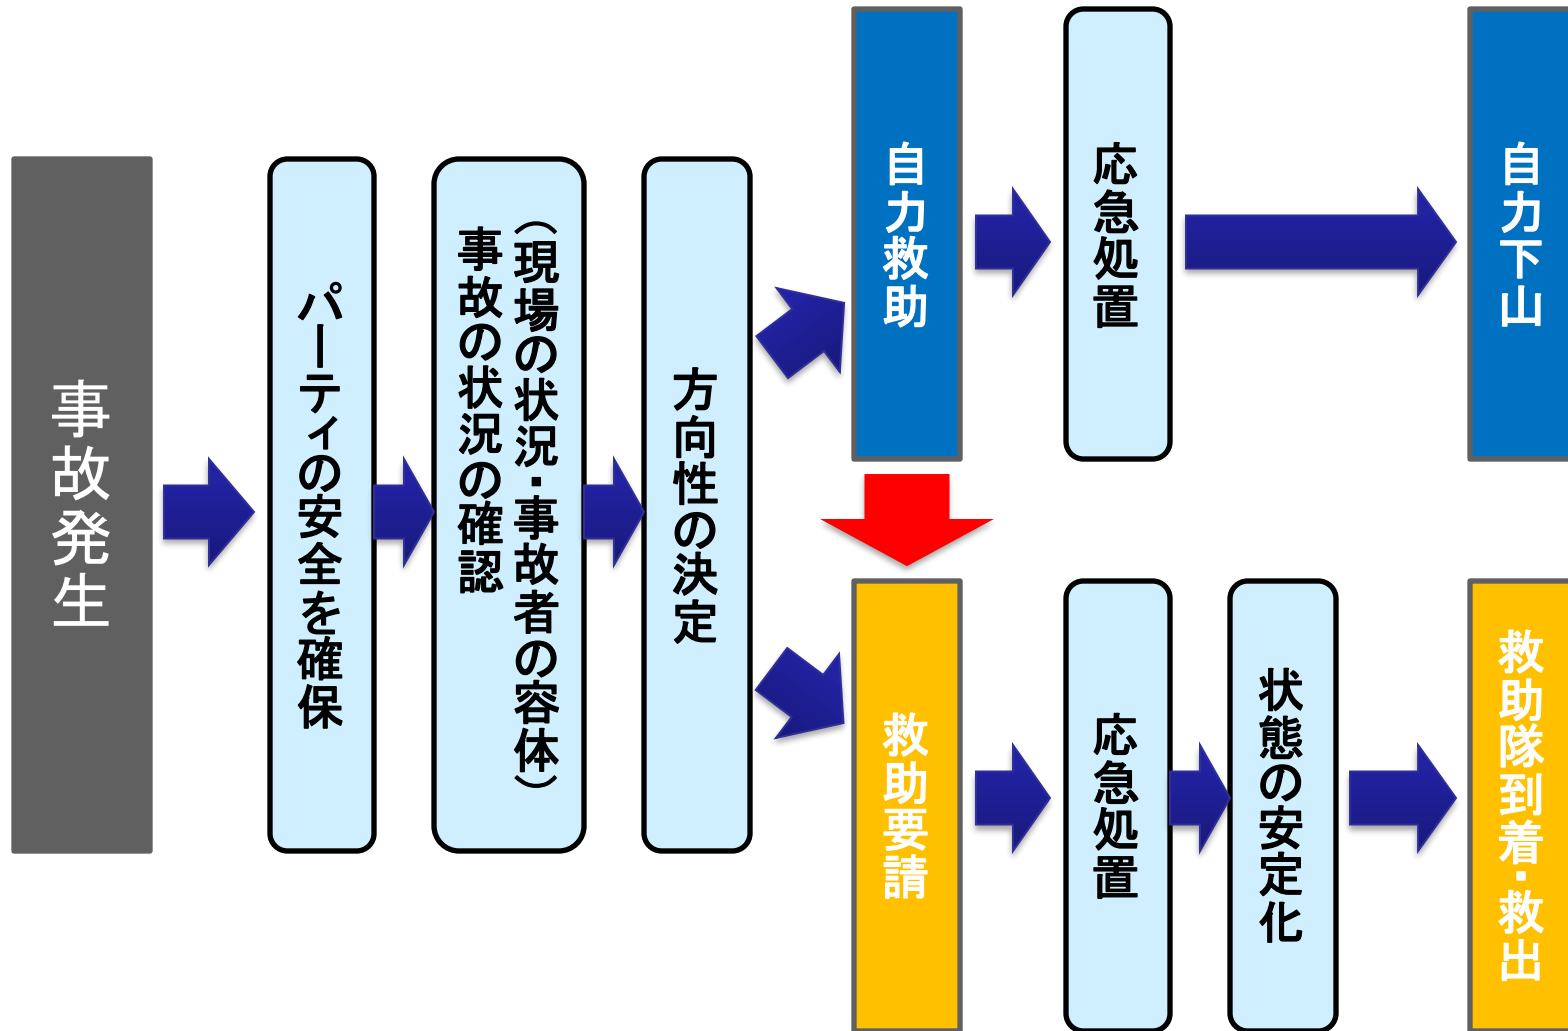 事故発生
パーティの安全を確保
事故の状況の確認
（現場の状況・事故者の容体）
方向性の決定
自力救助
応急処置
自力下山
救助要請
応急処置
状態の安定化
救助隊到着・救出